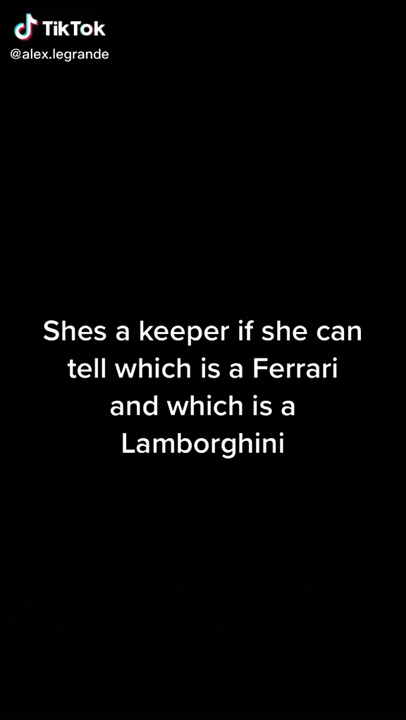 TikTok
@alex.legrande
Shes a keeper if she can
tell which is a Ferrari
and which is a
Lamborghini